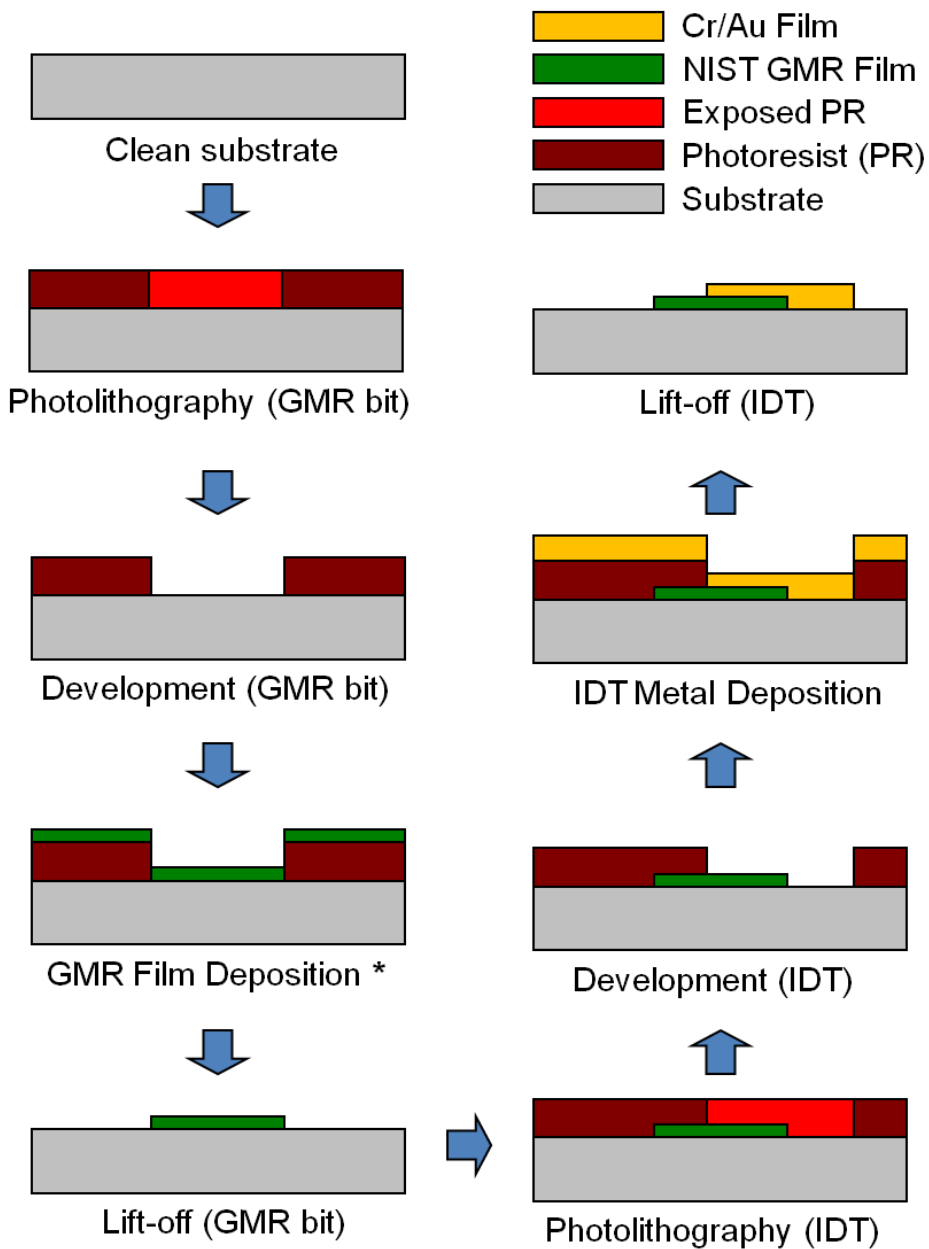 Cr/Au Film
NIST GMR Film
Exposed PR
Photoresist (PR)
Substrate
Clean substrate
Photolithography (GMR bit)
Development (GMR bit)
GMR Film Deposition *
Lift-off (GMR bit)
Photolithography (IDT)
Development (IDT)
IDT Metal Deposition
Lift-off (IDT)